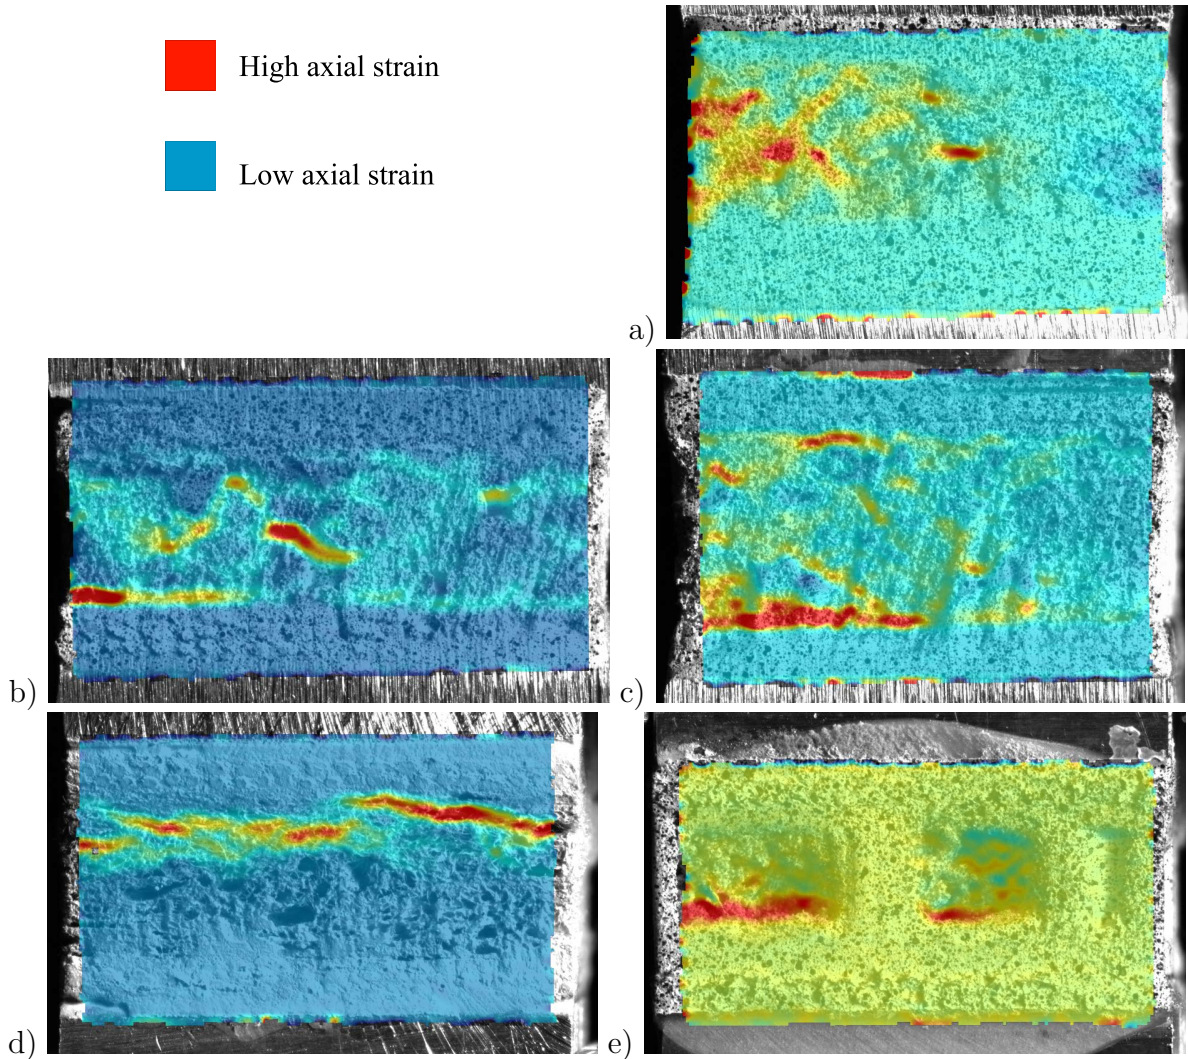 High axial strain
Low axial strain
a)
b)
c)
d)
e)